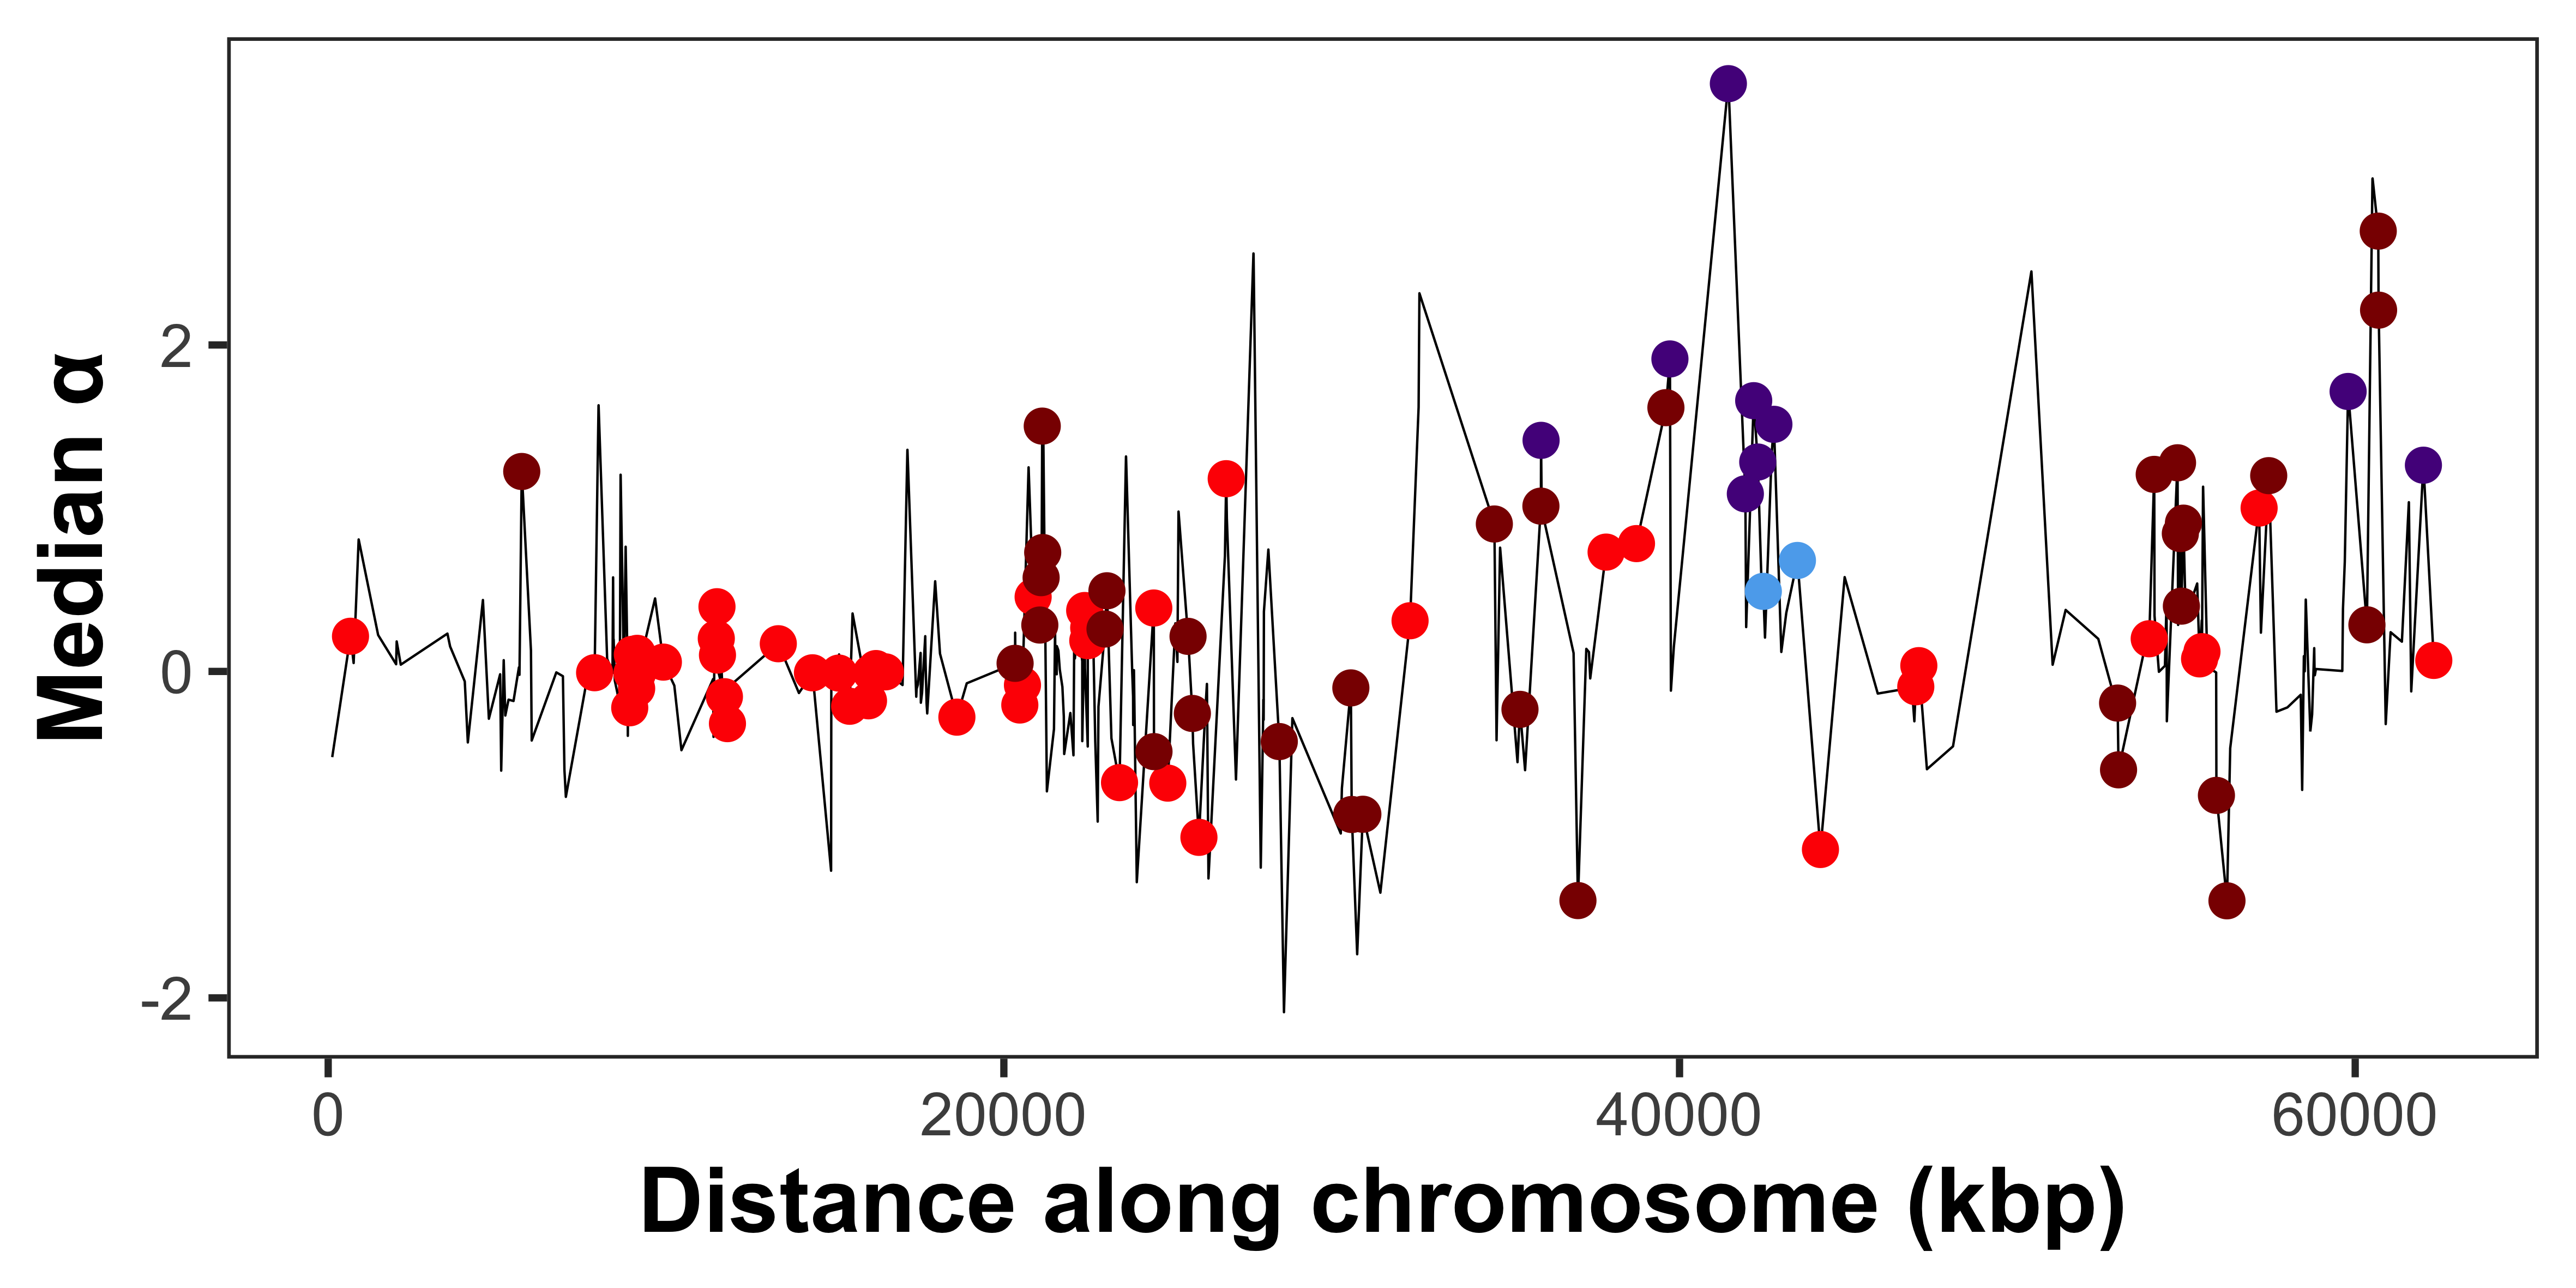 Median α
2
0
-2
0 20000 40000 60000
Distance along chromosome (kbp)